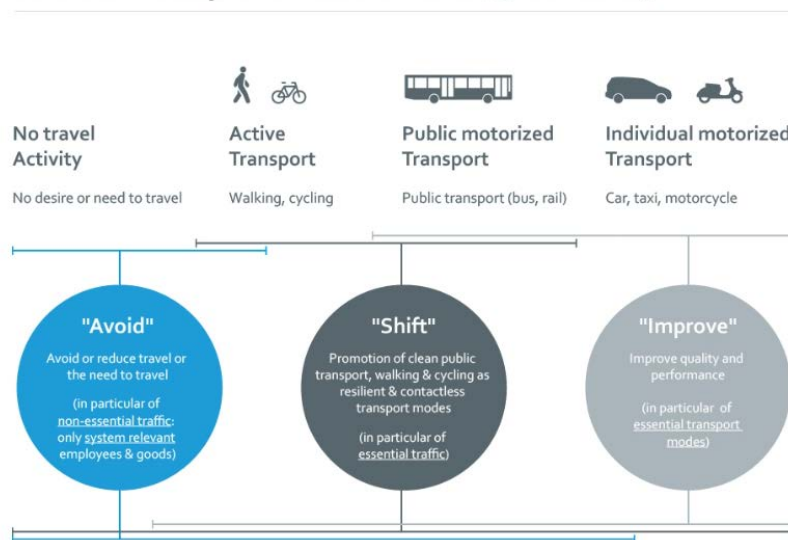 No travel
Activity
No desire or need to travel
Active
Transport
Walking, cycling
Public motorized
Transport
Public transport (bus, rail)
Individual motorized
Transport
Car, taxi, motorcycle
"Avoid"
Avoid or reduce travel or
the need to travel
(in particular of
non-essential traffic:
only system relevant
employees & goods)
"Shift"
Promotion of clean public
transport, walking & cycling as
resilient & contactless
transport modes
(in particular of
essential traffic)
"Improve"
Improve quality and
performance
(in particular of
essential transport
modes)